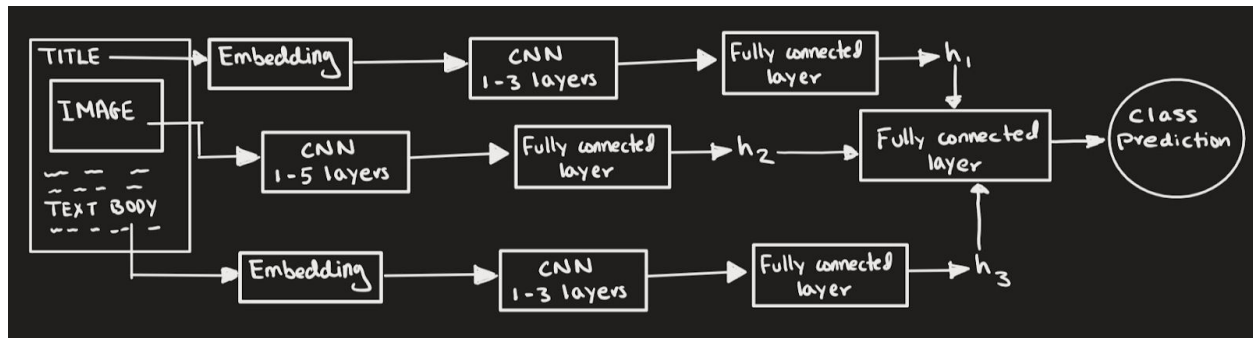 TITLE
IMAGE
TEXT BODY
Embedding
CNN
1-3 layers
Fully connected
layer
h1
CNN
1-5 layers
Fully connected
layer
h2
Embedding
CNN
1-3 layers
Fully connected
layer
h3
Fully connected
layer
Class
Prediction